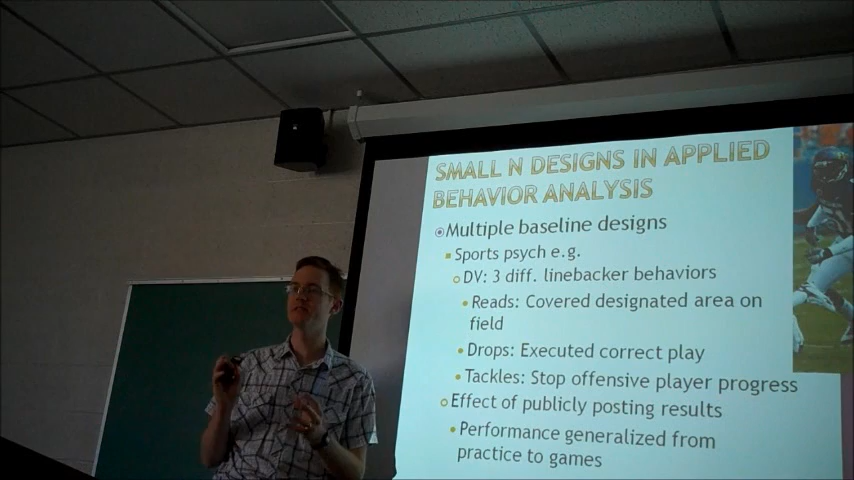 SMALL N DESIGNS IN APPLIED
BEHAVIOR ANALYSIS
Multiple baseline designs
Sports psych e.g.
DV: 3 diff. linebacker behaviors
Reads: Covered designated area on
field
Drops: Executed correct play
Tackles: Stop offensive player progress
Effect of publicly posting results
Performance generalized from
practice to games